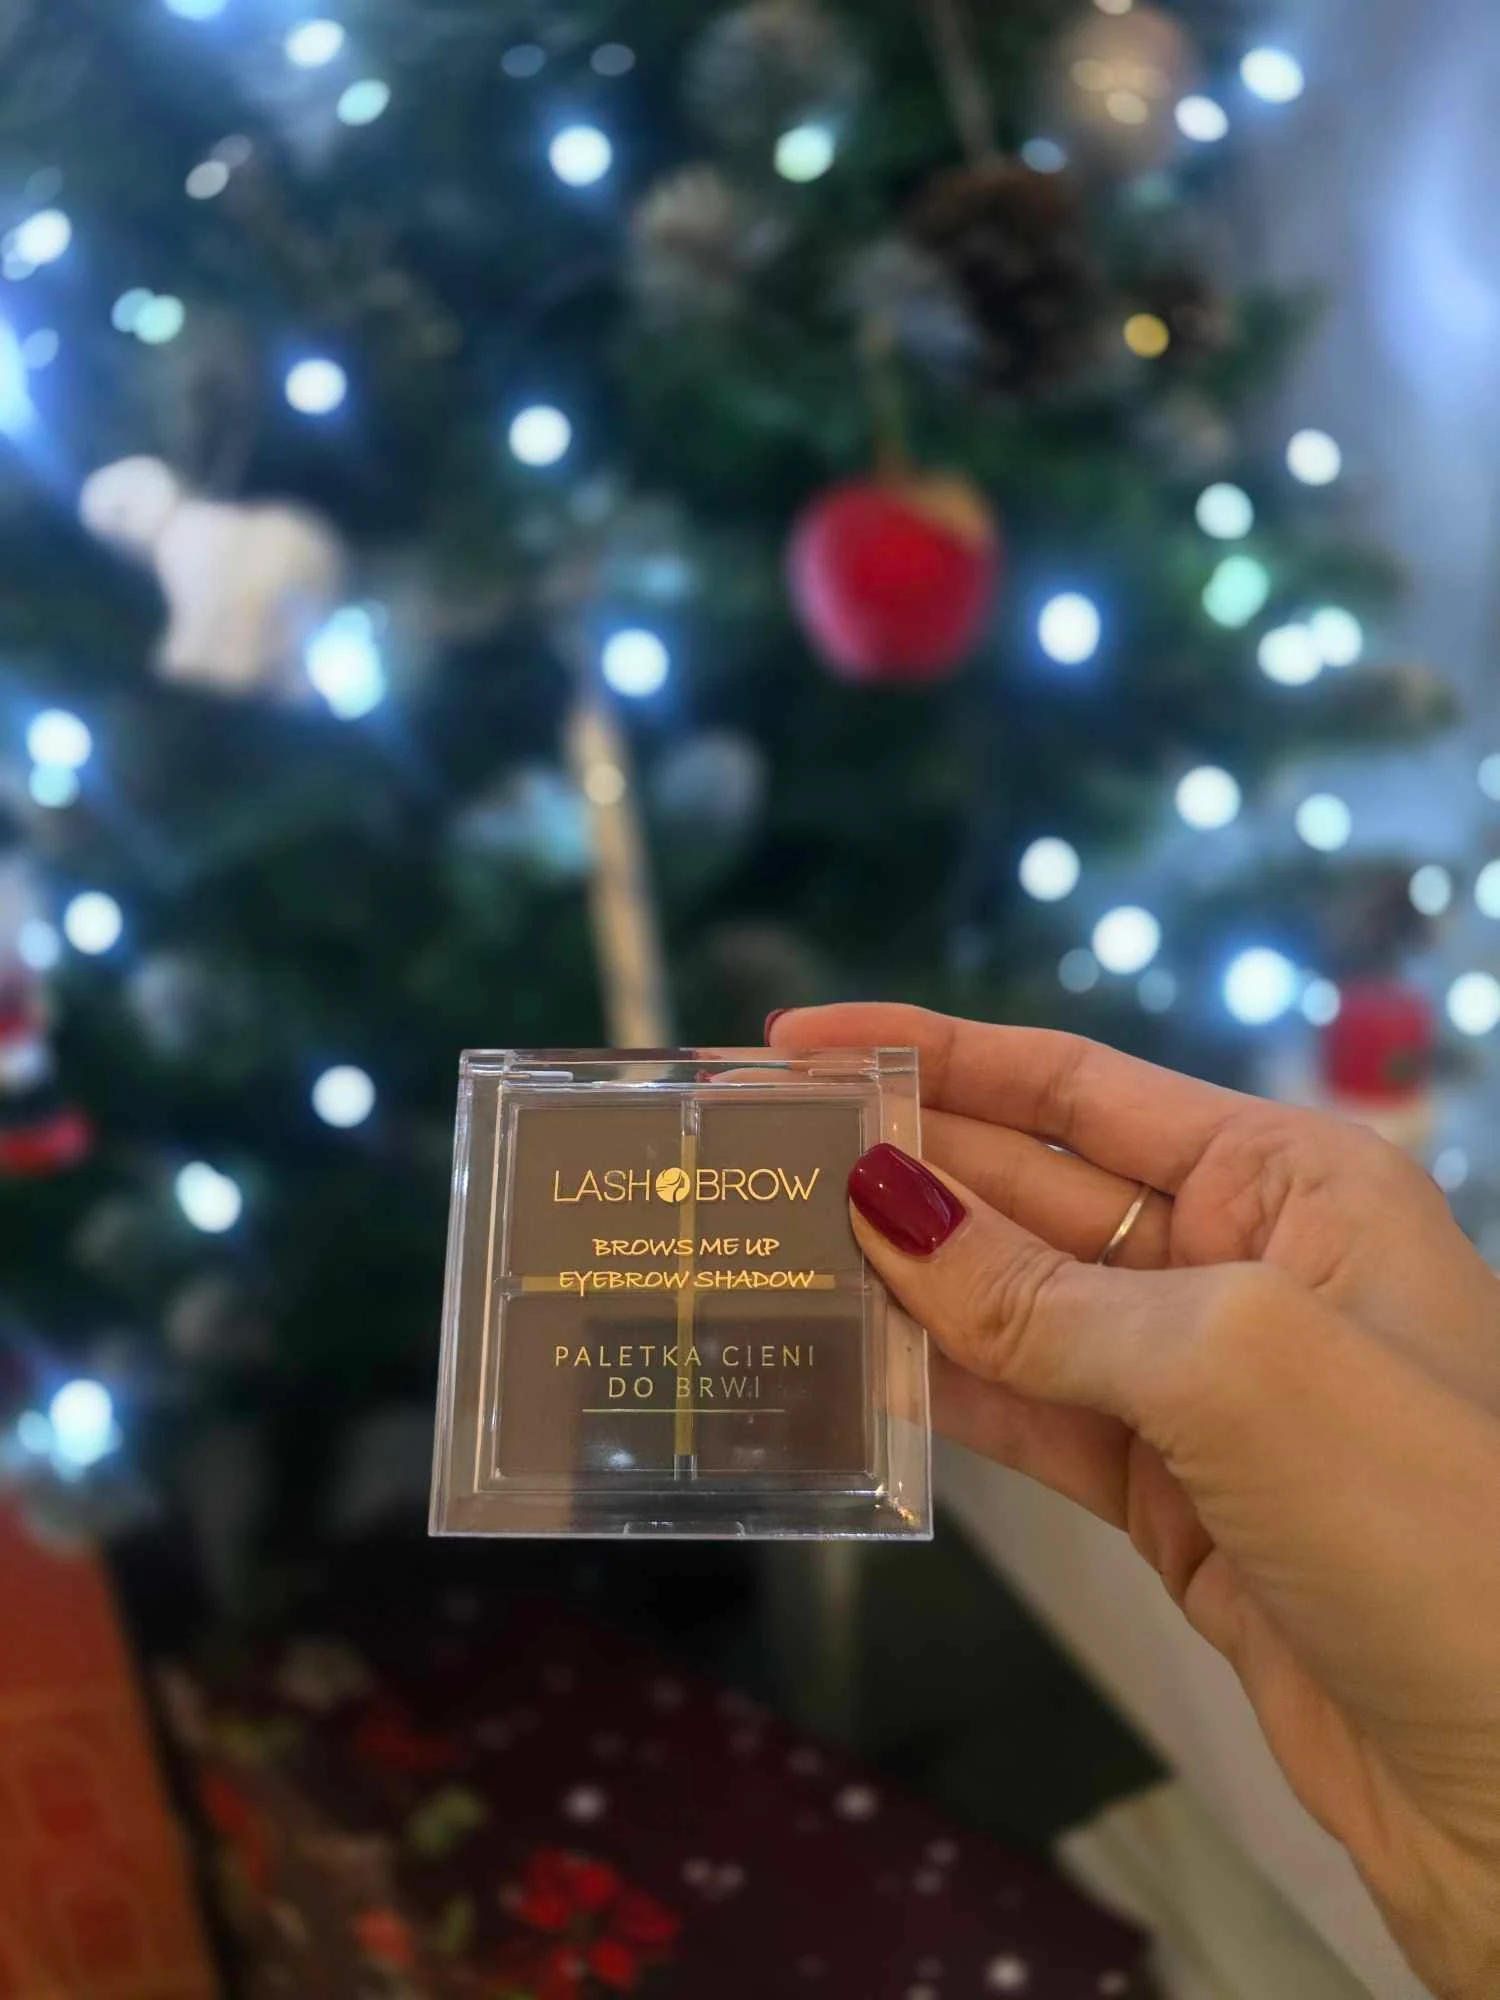 LASH BROW
BROWS ME UP
EYEBROW SHADOW
PALETKA CIENI
DO BRWI